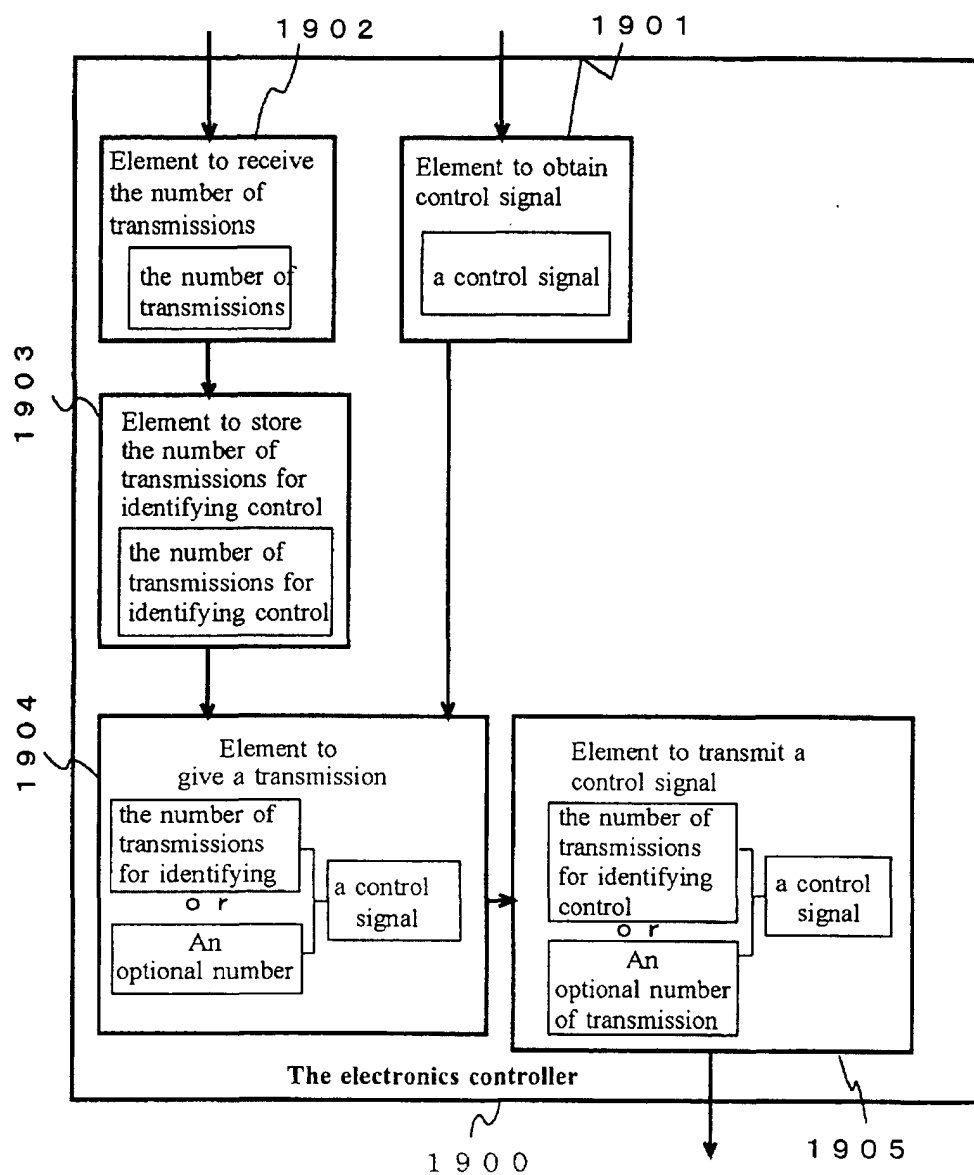 1902
1901
Element to receive
the number of
transmissions
the number of
transmissions
Element to obtain
control signal
a control signal
1903
Element to store
the number of
transmissions for
identifying control
the number of
transmissions for
identifying control
1904
Element to
give a transmission
the number of
transmissions
for identifying
or
An
optional number
a control
signal
Element to transmit a
control signal
the number of
transmissions
for identifying
control
or
An
optional number
of transmission
a control
signal
The electronics controller
1900
1905